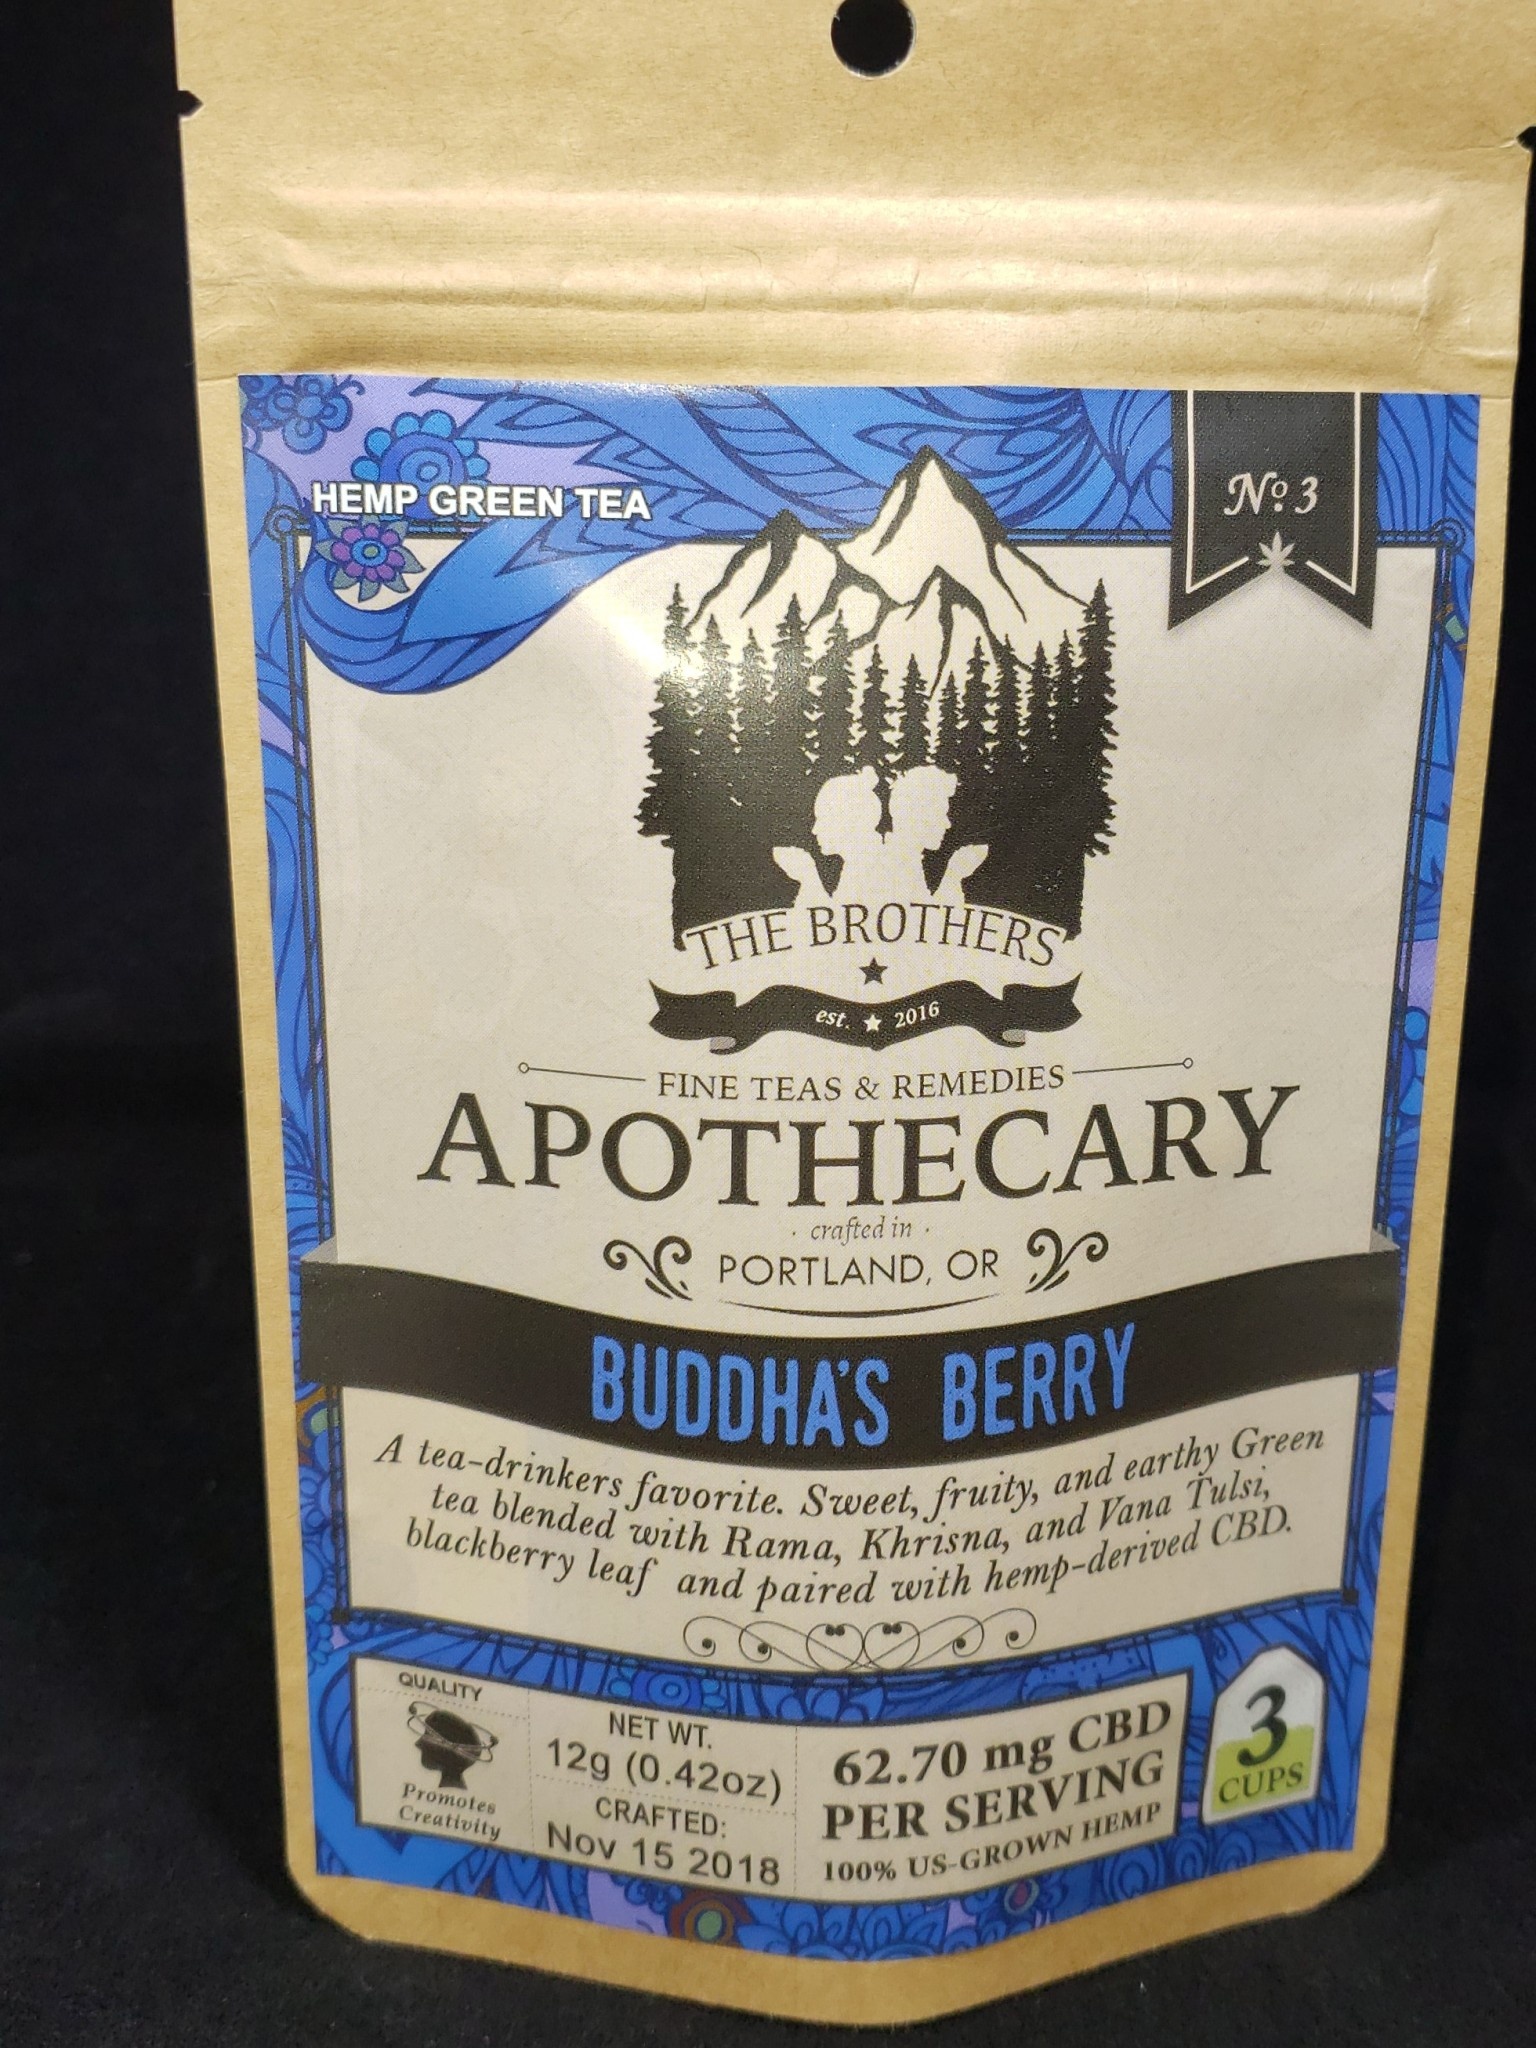 HEMP GREEN TEA
No. 3
THE BROTHERS
est. 2016
FINE TEAS & REMEDIES
APOTHECARY
· crafted in ·
PORTLAND, OR
BUDDHA'S BERRY
A tea-drinkers favorite. Sweet, fruity, and earthy Green
tea blended with Rama, Khrisna, and Vana Tulsi,
blackberry leaf and paired with hemp-derived CBD.
QUALITY
Promotes
Creativity
NET WT.
12g (0.42oz)
CRAFTED:
Nov 15 2018
62.70 mg CBD
PER SERVING
100% US-GROWN HEMP
3
CUPS